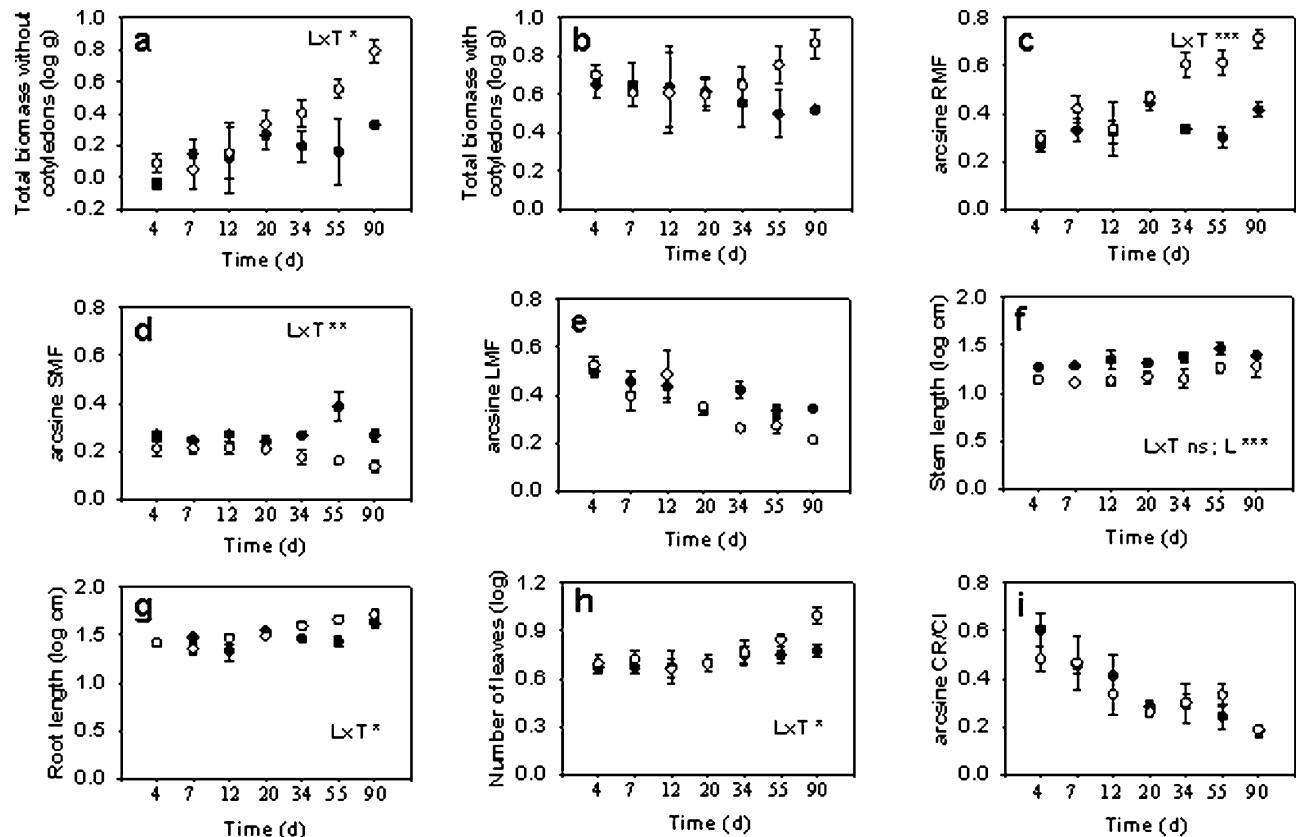 a
L×T *
Total biomass without
cotyledons (log g)
1.0
0.8
0.6
0.4
0.2
0.0
-0.2
4 7 12 20 34 55 90
Time (d)
b
Total biomass with
cotyledons (log g)
1.0
0.8
0.6
0.4
0.2
0.0
4 7 12 20 34 55 90
Time (d)
c
L×T ***
arcsine RMF
0.8
0.6
0.4
0.2
0.0
4 7 12 20 34 55 90
Time (d)
d
L×T **
arcsine SMF
0.8
0.6
0.4
0.2
0.0
4 7 12 20 34 55 90
Time (d)
e
arcsine LMF
0.8
0.6
0.4
0.2
0.0
4 7 12 20 34 55 90
Time (d)
f
Stem length (log cm)
2.0
1.5
1.0
0.5
0.0
L×T ns; L ***
4 7 12 20 34 55 90
Time (d)
g
Root length (log cm)
2.0
1.5
1.0
0.5
0.0
L×T *
4 7 12 20 34 55 90
Time (d)
h
Number of leaves (log)
1.2
0.9
0.6
0.3
0.0
L×T *
4 7 12 20 34 55 90
Time (d)
i
arcsine CR/CI
0.8
0.6
0.4
0.2
0.0
4 7 12 20 34 55 90
Time (d)